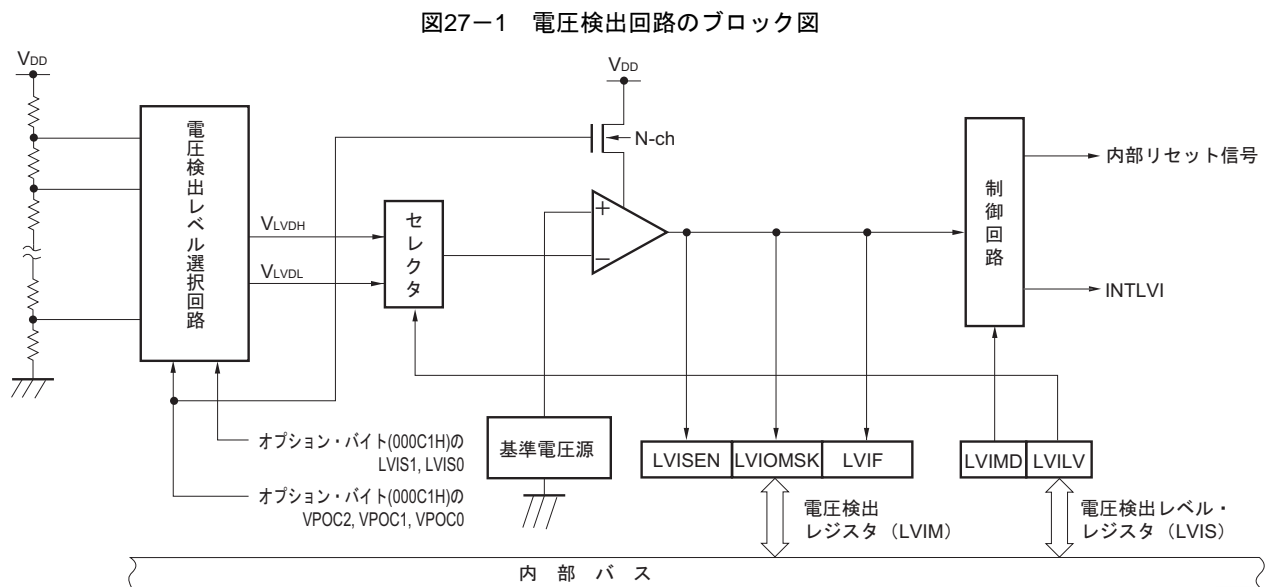 図27－1　電圧検出回路のブロック図
VDD
VDD
N-ch
電圧検出レベル選択回路
VLVDH
VLVDL
セレクタ
+
−
制御回路
内部リセット信号
INTLVI
オプション・バイト(000C1H)の
LVIS1, LVIS0
オプション・バイト(000C1H)の
VPOC2, VPOC1, VPOC0
基準電圧源
LVISEN
LVIOMSK
LVIF
LVIMD
LVILV
電圧検出
レジスタ（LVIM）
電圧検出レベル・
レジスタ（LVIS）
内 部 バ ス